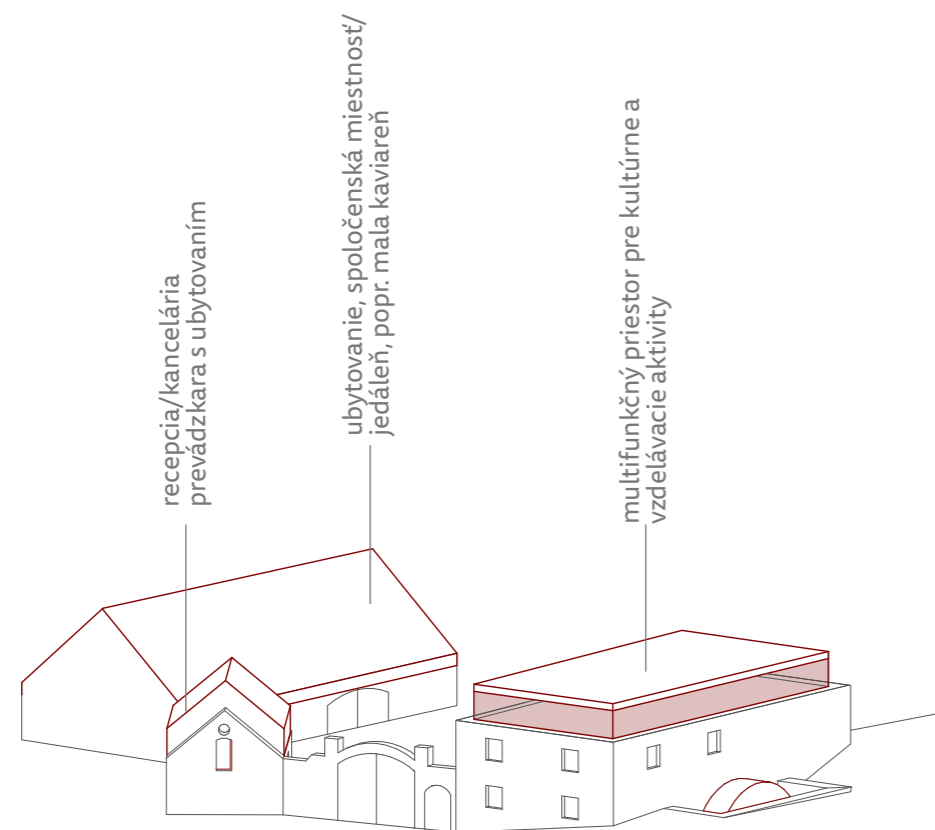 recepcia/kancelária
prevádzkara s ubytovaním
ubytovanie, spoločenská miestnosť/
jedáleň, popr. mala kaviareň
multifunkčný priestor pre kultúrne a
vzdelávacie aktivity